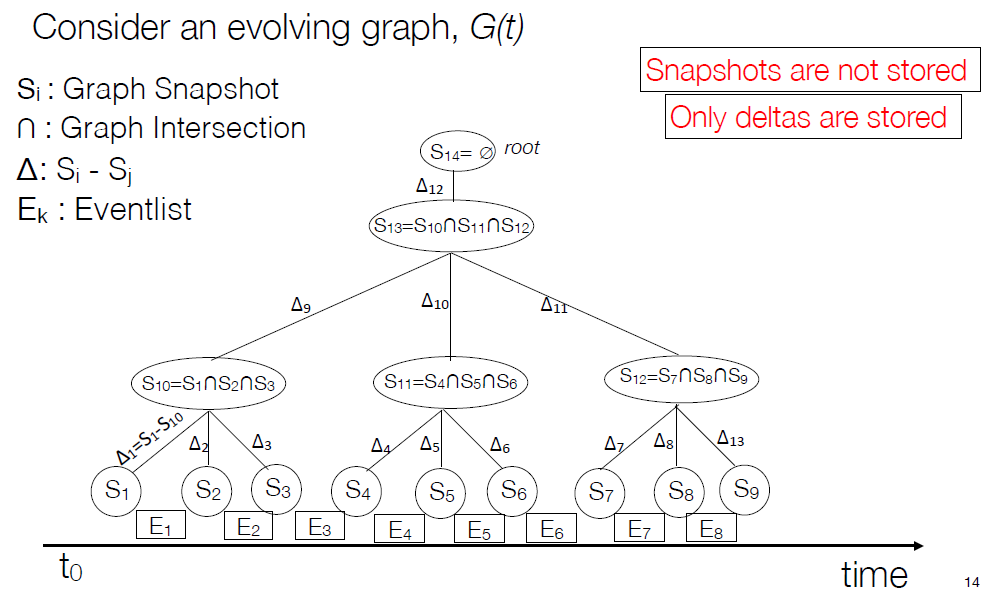 Consider an evolving graph, G(t)
Snapshots are not stored
Only deltas are stored
Sᵢ : Graph Snapshot
∩ : Graph Intersection
Δ: Sᵢ - Sⱼ
Eₖ : Eventlist
S₁₄= ∅ root
Δ₁₂
S₁₃=S₁₀∩S₁₁∩S₁₂
Δ₉ Δ₁₀ Δ₁₁
S₁₀=S₁∩S₂∩S₃ S₁₁=S₄∩S₅∩S₆ S₁₂=S₇∩S₈∩S₉
Δ₁=S₁-S₁₀ Δ₂ Δ₃ Δ₄ Δ₅ Δ₆ Δ₇ Δ₈ Δ₁₃
S₁ S₂ S₃ S₄ S₅ S₆ S₇ S₈ S₉
E₁ E₂ E₃ E₄ E₅ E₆ E₇ E₈
t₀ time
14